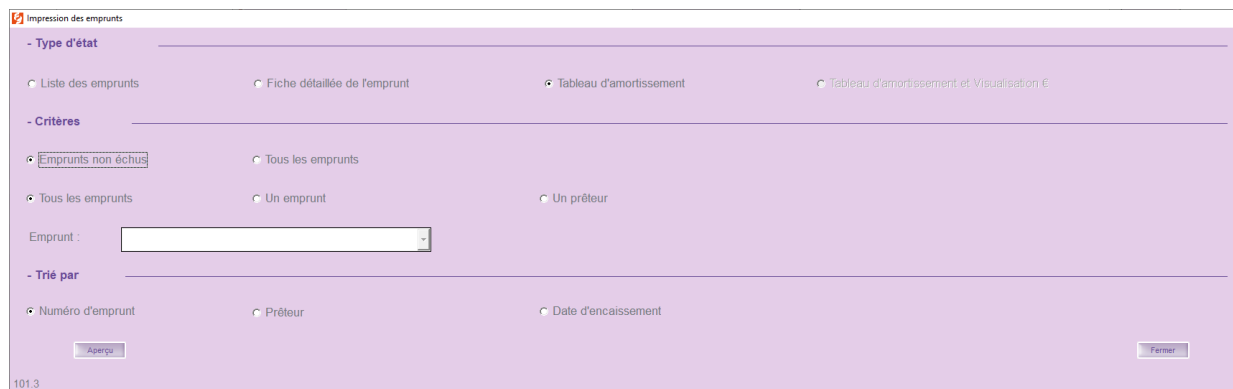 Impression des emprunts
- Type d'état
Liste des emprunts Fiche détaillée de l'emprunt Tableau d'amortissement Tableau d'amortissement et Visualisation €
- Critères
Emprunts non échus Tous les emprunts
Tous les emprunts Un emprunt Un prêteur
Emprunt :
- Trié par
Numéro d'emprunt Prêteur Date d'encaissement
Aperçu Fermer
101.3